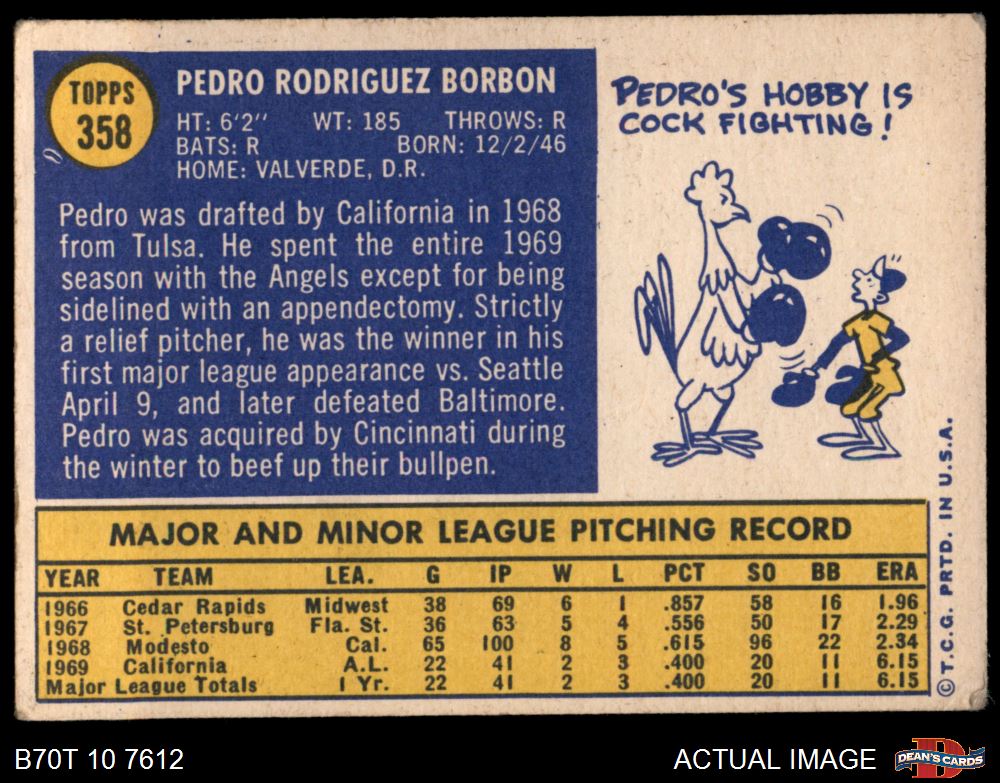 TOPPS
358
PEDRO RODRIGUEZ BORBON
HT: 6'2" WT: 185 THROWS: R
BATS: R BORN: 12/2/46
HOME: VALVERDE, D.R.
Pedro was drafted by California in 1968
from Tulsa. He spent the entire 1969
season with the Angels except for being
sidelined with an appendectomy. Strictly
a relief pitcher, he was the winner in his
first major league appearance vs. Seattle
April 9, and later defeated Baltimore.
Pedro was acquired by Cincinnati during
the winter to beef up their bullpen.
PEDRO'S HOBBY IS
COCK FIGHTING!
MAJOR AND MINOR LEAGUE PITCHING RECORD
YEAR TEAM LEA. G IP W L PCT SO BB ERA
1966 Cedar Rapids Midwest 38 69 6 1 .857 58 16 1.96
1967 St. Petersburg Fla. St. 36 63 5 4 .556 50 17 2.29
1968 Modesto Cal. 65 100 8 5 .615 96 22 2.34
1969 California A.L. 22 41 2 3 .400 20 11 6.15
Major League Totals 1 Yr. 22 41 2 3 .400 20 11 6.15
© T.C.G. PRTD. IN U.S.A.
B70T 10 7612
ACTUAL IMAGE
D
DEAN'S CARDS